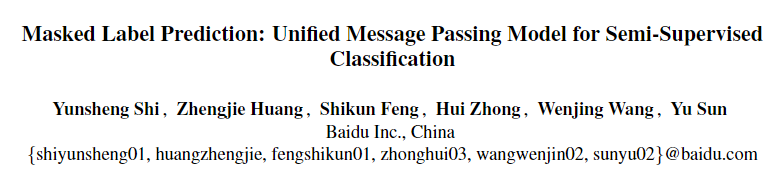 Masked Label Prediction: Unified Message Passing Model for Semi-Supervised
Classification
Yunsheng Shi , Zhengjie Huang , Shikun Feng , Hui Zhong , Wenjing Wang , Yu Sun
Baidu Inc., China
{shiyunsheng01, huangzhengjie, fengshikun01, zhonghui03, wangwenjin02, sunyu02}@baidu.com